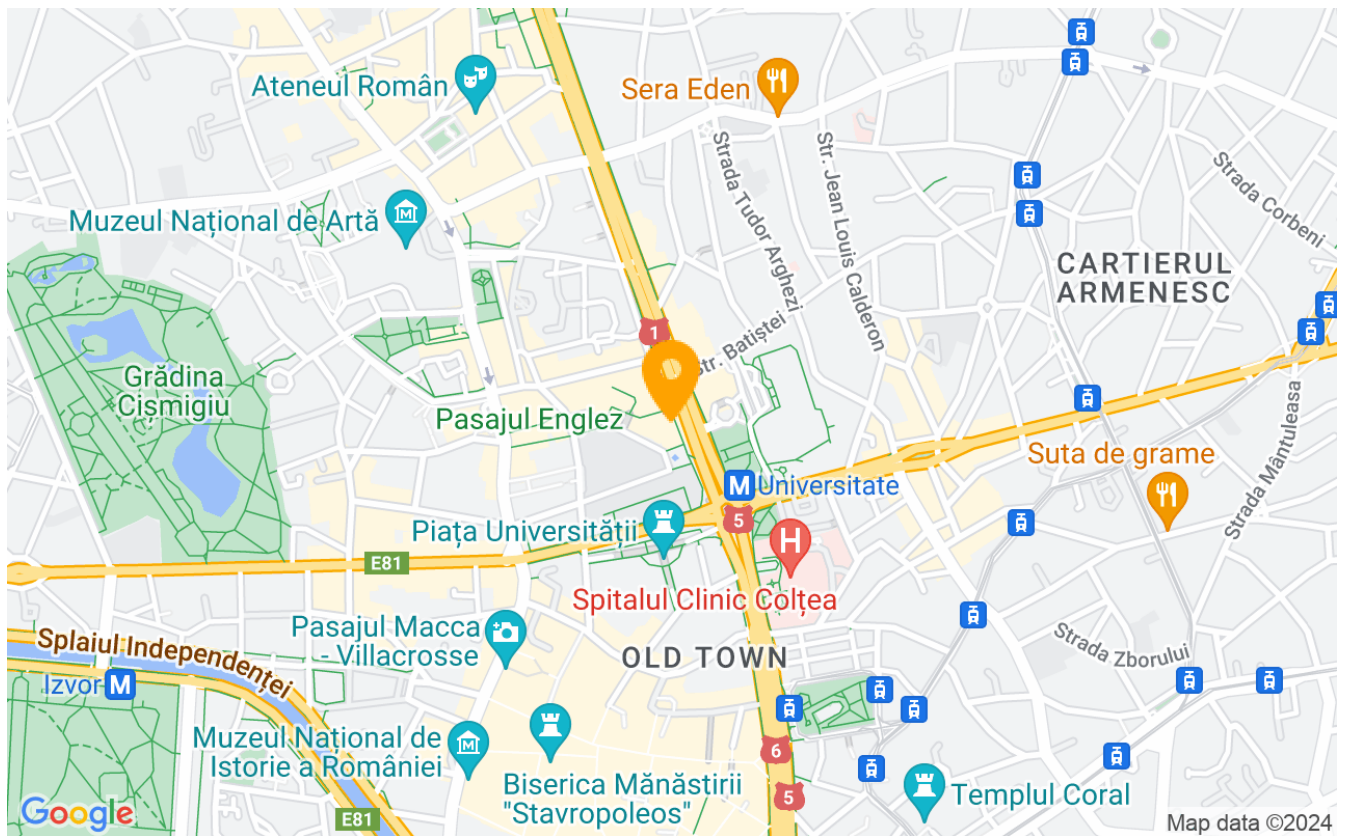 Ateneul Român
Sera Eden
Strada Tudor Arghezi
Str. Jean Louis Calderon
Strada Corbeni
Muzeul Național de Artă
CARTIERUL
ARMENESC
1
Str. Batiștei
Grădina
Cișmigiu
Pasajul Englez
Suta de grame
Strada Mântuleasa
M Universitate
5
Piața Universității
H
E81
Spitalul Clinic Colțea
Pasajul Macca
- Villacrosse
OLD TOWN
Strada Zborului
Splaiul Independenței
Izvor M
Muzeul Național de
Istorie a României
6
Biserica Mănăstirii
"Stavropoleos"
5
Templul Coral
Google
E81
Map data ©2024